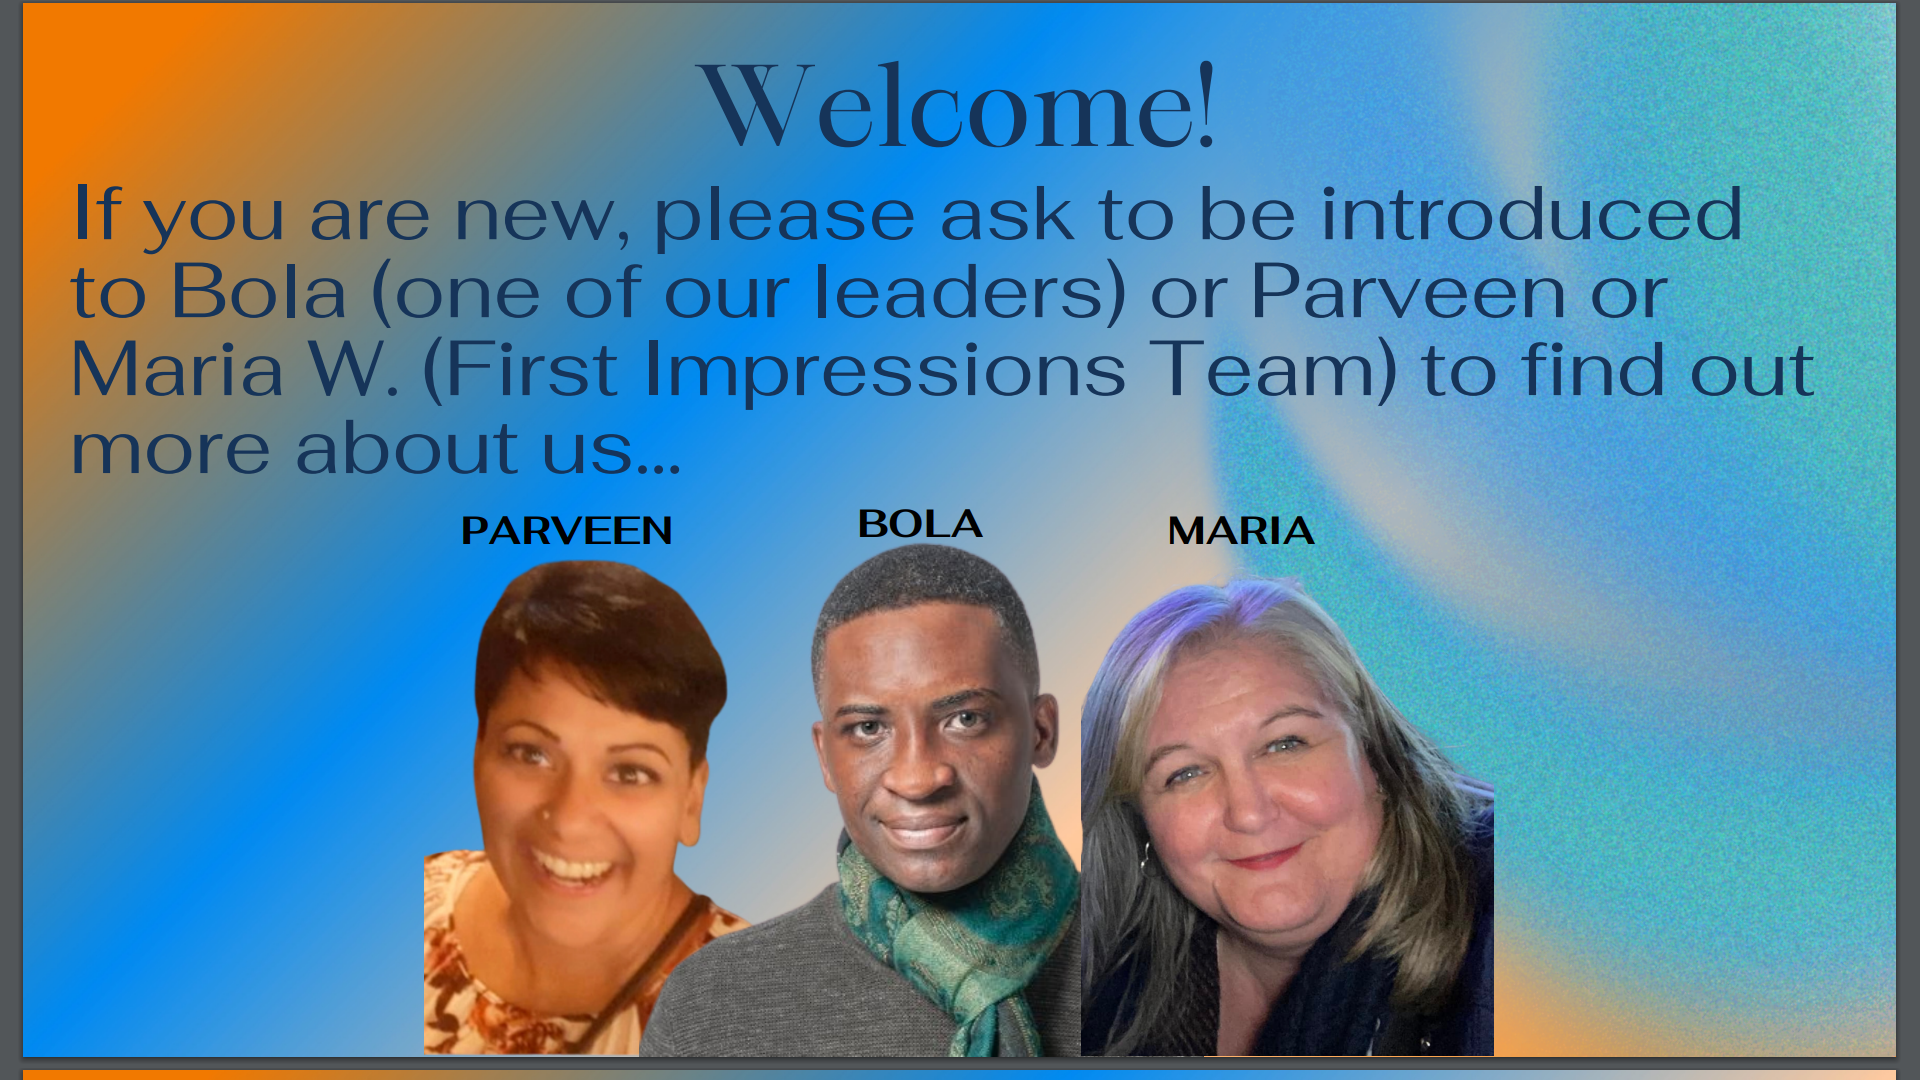 Welcome!
If you are new, please ask to be introduced
to Bola (one of our leaders) or Parveen or
Maria W. (First Impressions Team) to find out
more about us...
PARVEEN
BOLA
MARIA